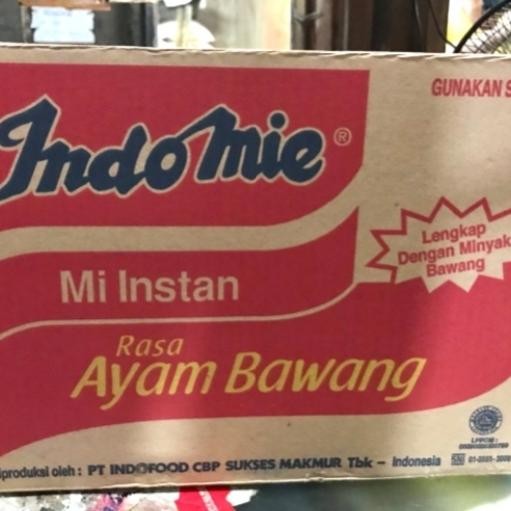 GUNAKAN
Indomie®
Lengkap
Dengan Minyak
Bawang
Mi Instan
Rasa
Ayam Bawang
LPPOM :
iproduksi oleh : PT INDOFOOD CBP SUKSES MAKMUR Tbk – Indonesia